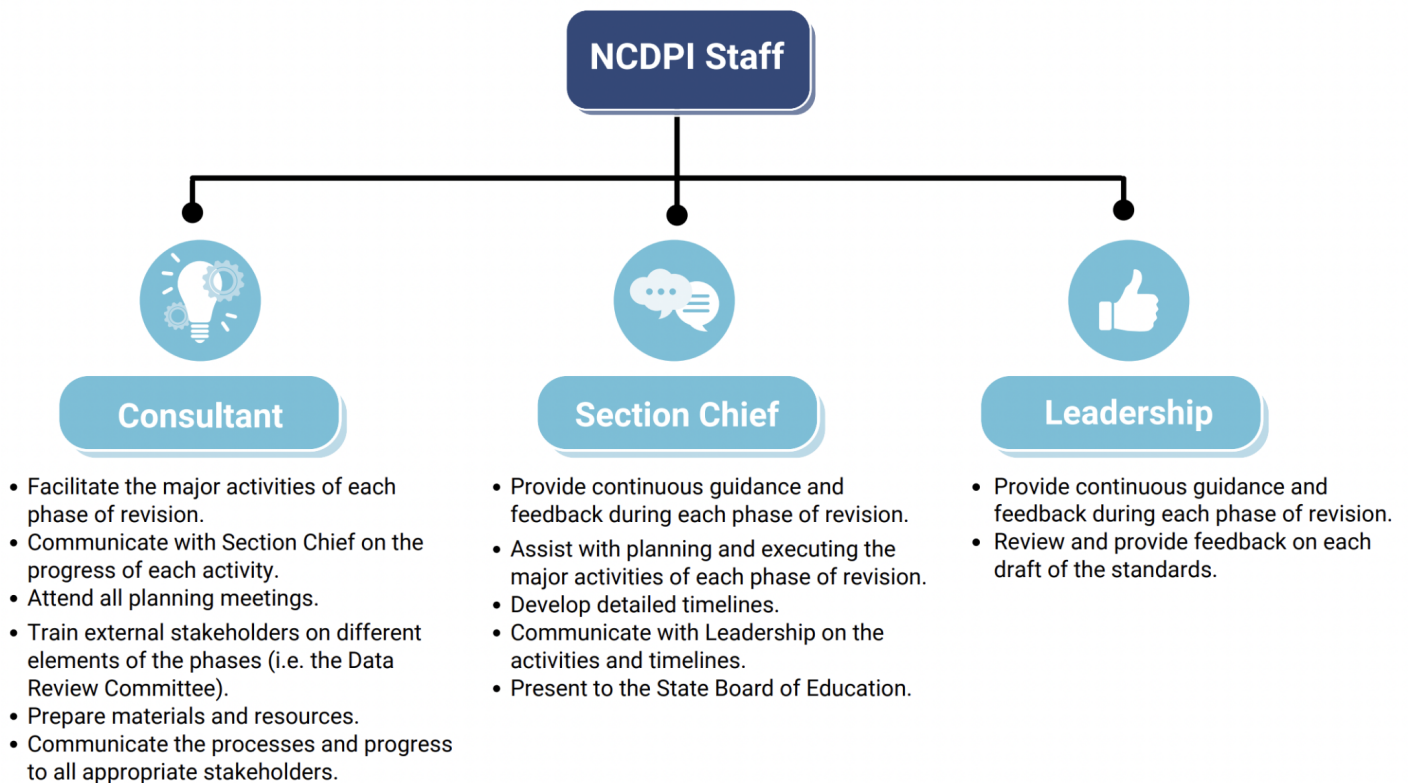 NCDPI Staff
Consultant
• Facilitate the major activities of each
phase of revision.
• Communicate with Section Chief on the
progress of each activity.
• Attend all planning meetings.
• Train external stakeholders on different
elements of the phases (i.e. the Data
Review Committee).
• Prepare materials and resources.
• Communicate the processes and progress
to all appropriate stakeholders.
Section Chief
• Provide continuous guidance and
feedback during each phase of revision.
• Assist with planning and executing the
major activities of each phase of revision.
• Develop detailed timelines.
• Communicate with Leadership on the
activities and timelines.
• Present to the State Board of Education.
Leadership
• Provide continuous guidance and
feedback during each phase of revision.
• Review and provide feedback on each
draft of the standards.